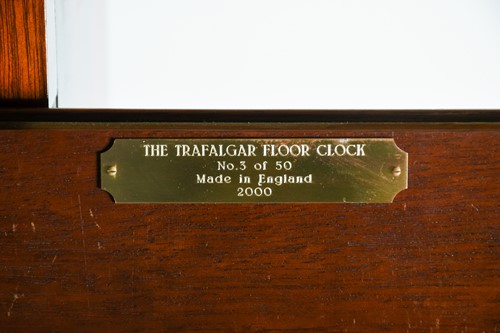 THE TRAFALGAR FLOOR CLOCK
No.3 of 50
Made in England
2000